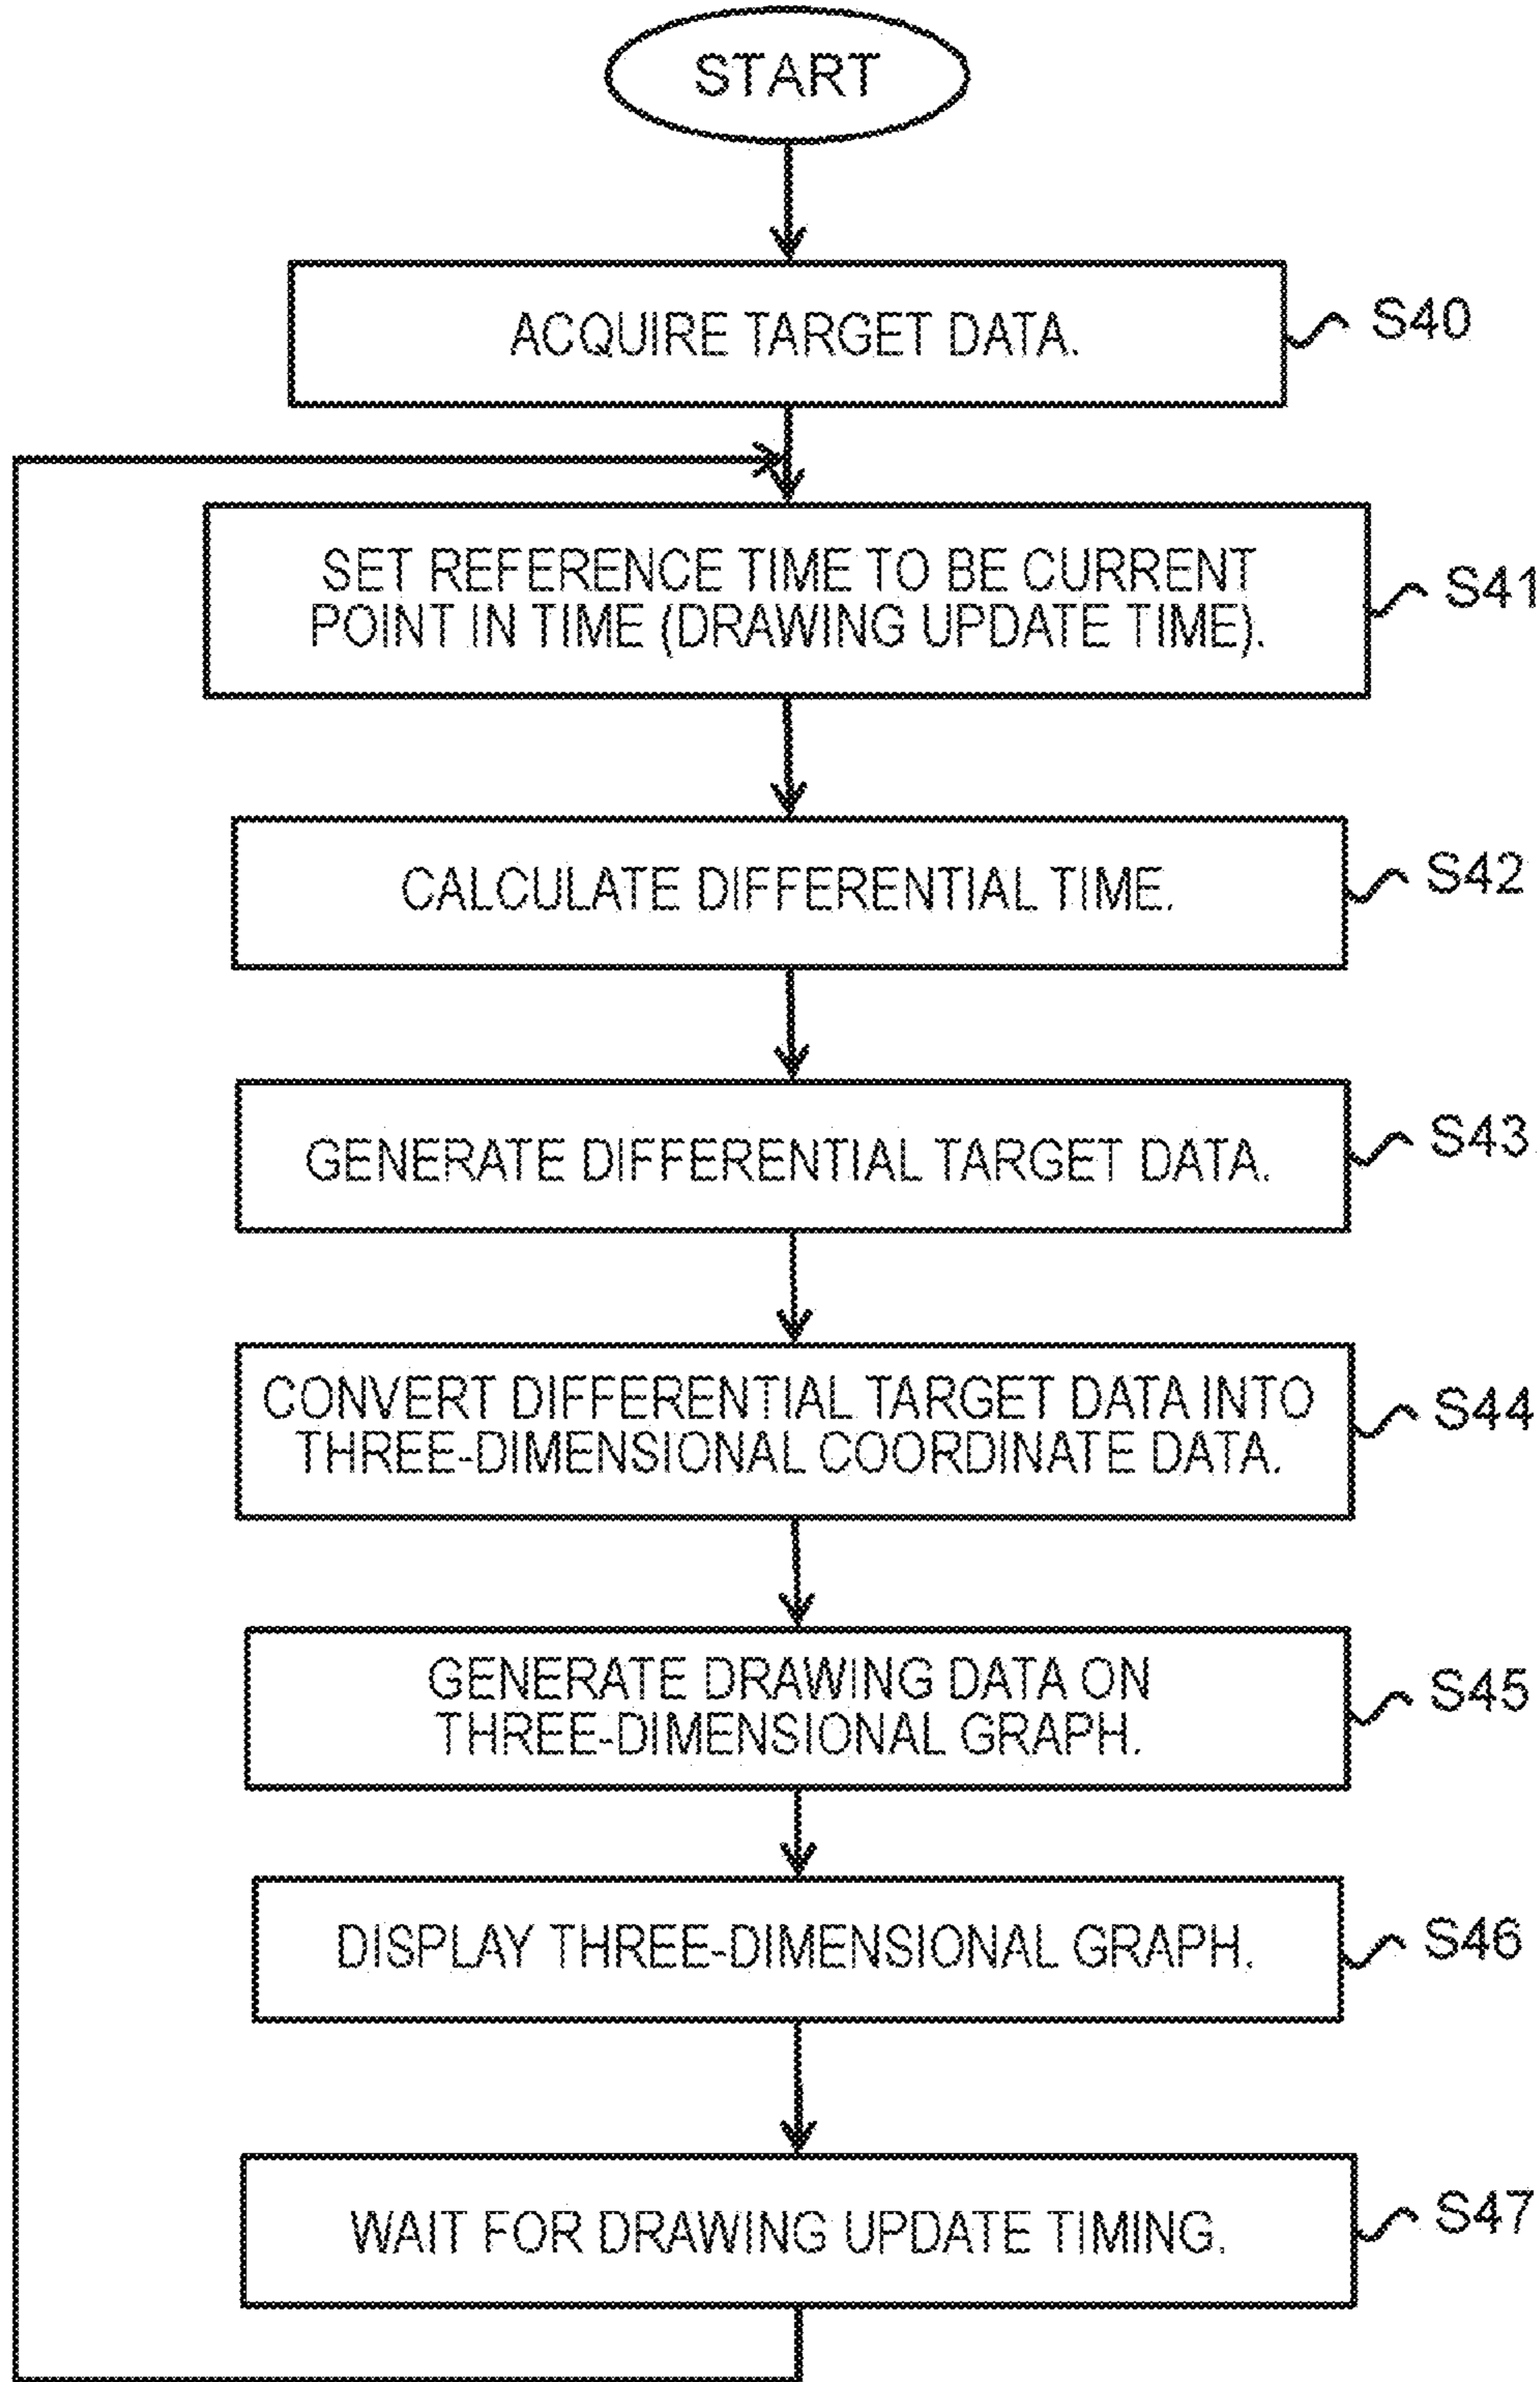 START
ACQUIRE TARGET DATA.
S40
SET REFERENCE TIME TO BE CURRENT
POINT IN TIME (DRAWING UPDATE TIME).
S41
CALCULATE DIFFERENTIAL TIME.
S42
GENERATE DIFFERENTIAL TARGET DATA.
S43
CONVERT DIFFERENTIAL TARGET DATA INTO
THREE-DIMENSIONAL COORDINATE DATA.
S44
GENERATE DRAWING DATA ON
THREE-DIMENSIONAL GRAPH.
S45
DISPLAY THREE-DIMENSIONAL GRAPH.
S46
WAIT FOR DRAWING UPDATE TIMING.
S47